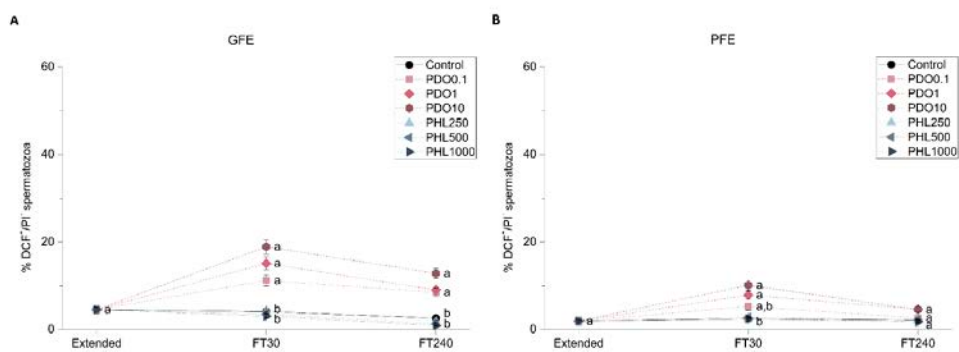 A
GFE
60
40
20
0
% DCF⁺/PI⁻ spermatozoa
Control
PDO0.1
PDO1
PDO10
PHL250
PHL500
PHL1000
a
a
a
a
b
b
a
a
b
b
Extended
FT30
FT240
B
PFE
60
40
20
0
% DCF⁺/PI⁻ spermatozoa
Control
PDO0.1
PDO1
PDO10
PHL250
PHL500
PHL1000
a
a
a
a,b
b
a
a
a
Extended
FT30
FT240